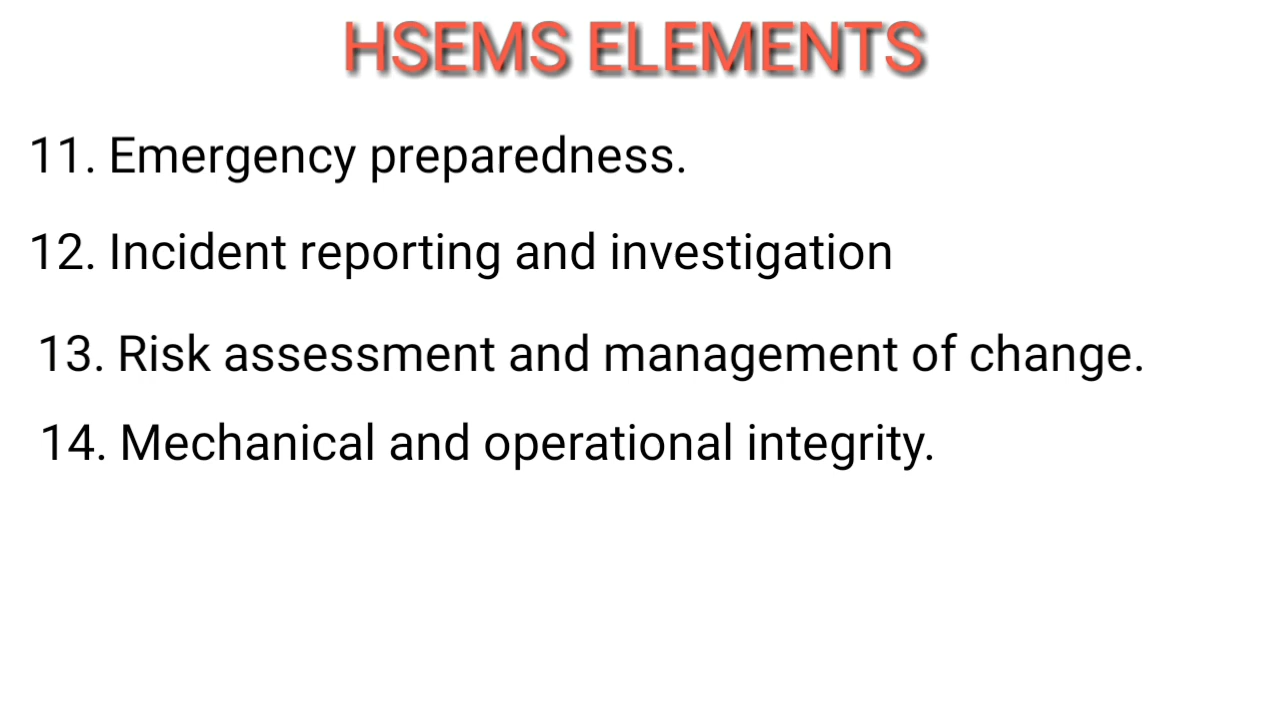 HSEMS ELEMENTS
11. Emergency preparedness.
12. Incident reporting and investigation
13. Risk assessment and management of change.
14. Mechanical and operational integrity.